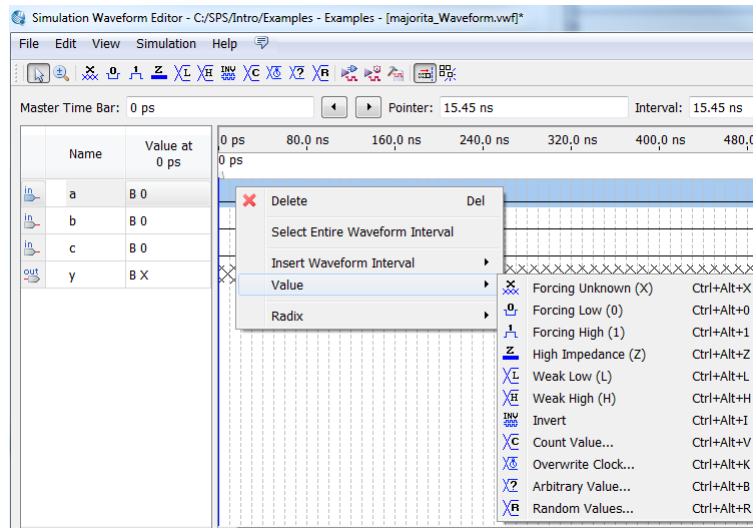 Simulation Waveform Editor - C:/SPS/Intro/Examples - Examples - [majorita_Waveform.vwf]*
File Edit View Simulation Help
Master Time Bar: 0 ps Pointer: 15.45 ns Interval: 15.45 ns
Name Value at 0 ps
0 ps 80.0 ns 160.0 ns 240.0 ns 320.0 ns 400.0 ns 480.0
0 ps
in a B 0
in b B 0
in c B 0
out y B X
Delete Del
Select Entire Waveform Interval
Insert Waveform Interval
Value
Radix
Forcing Unknown (X) Ctrl+Alt+X
Forcing Low (0) Ctrl+Alt+0
Forcing High (1) Ctrl+Alt+1
High Impedance (Z) Ctrl+Alt+Z
Weak Low (L) Ctrl+Alt+L
Weak High (H) Ctrl+Alt+H
Invert Ctrl+Alt+I
Count Value... Ctrl+Alt+V
Overwrite Clock... Ctrl+Alt+K
Arbitrary Value... Ctrl+Alt+B
Random Values... Ctrl+Alt+R